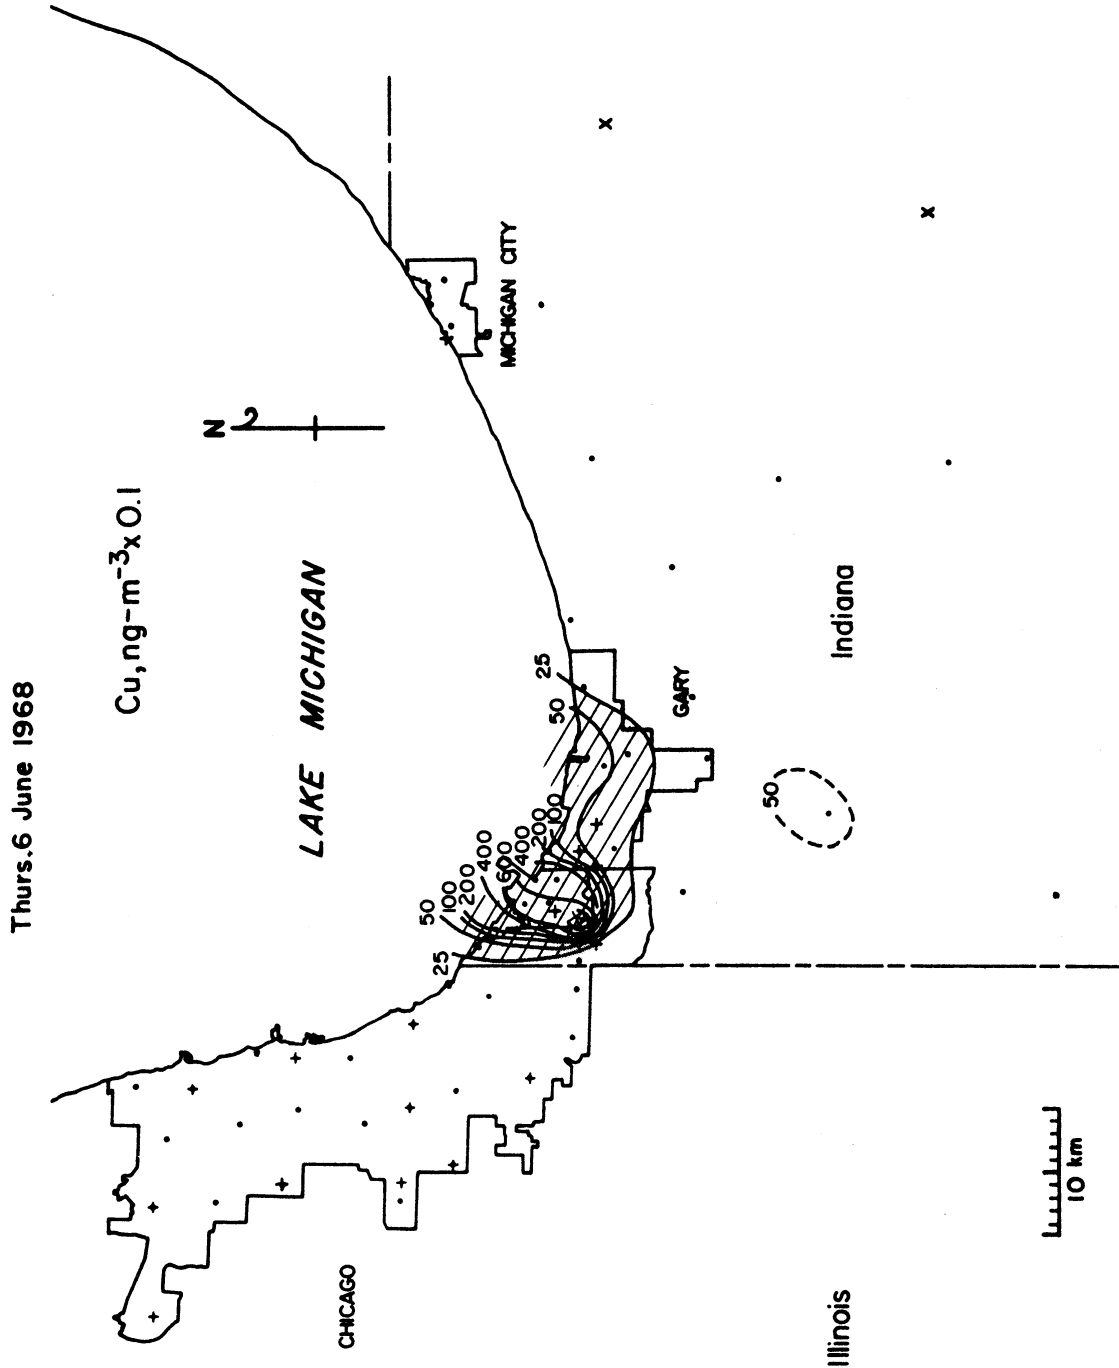 Thurs. 6 June 1968
Cu, ng-m⁻³ x 0.1
N
LAKE MICHIGAN
MICHIGAN CITY
25
50
100
200
400
600
400
200
100
50
25
GARY
50
CHICAGO
Indiana
Illinois
10 km